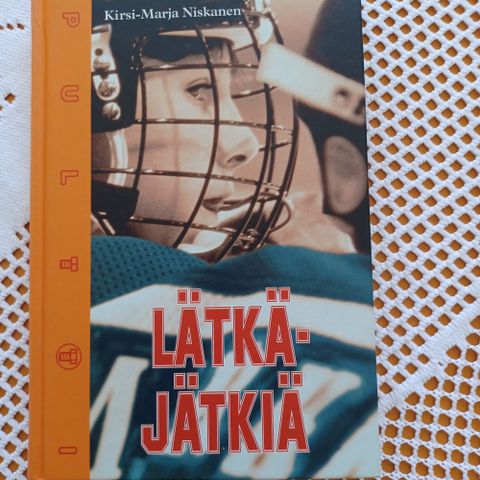 Kirsi-Marja Niskanen
PULTTI
LÄTKÄ-
JÄTKIÄ